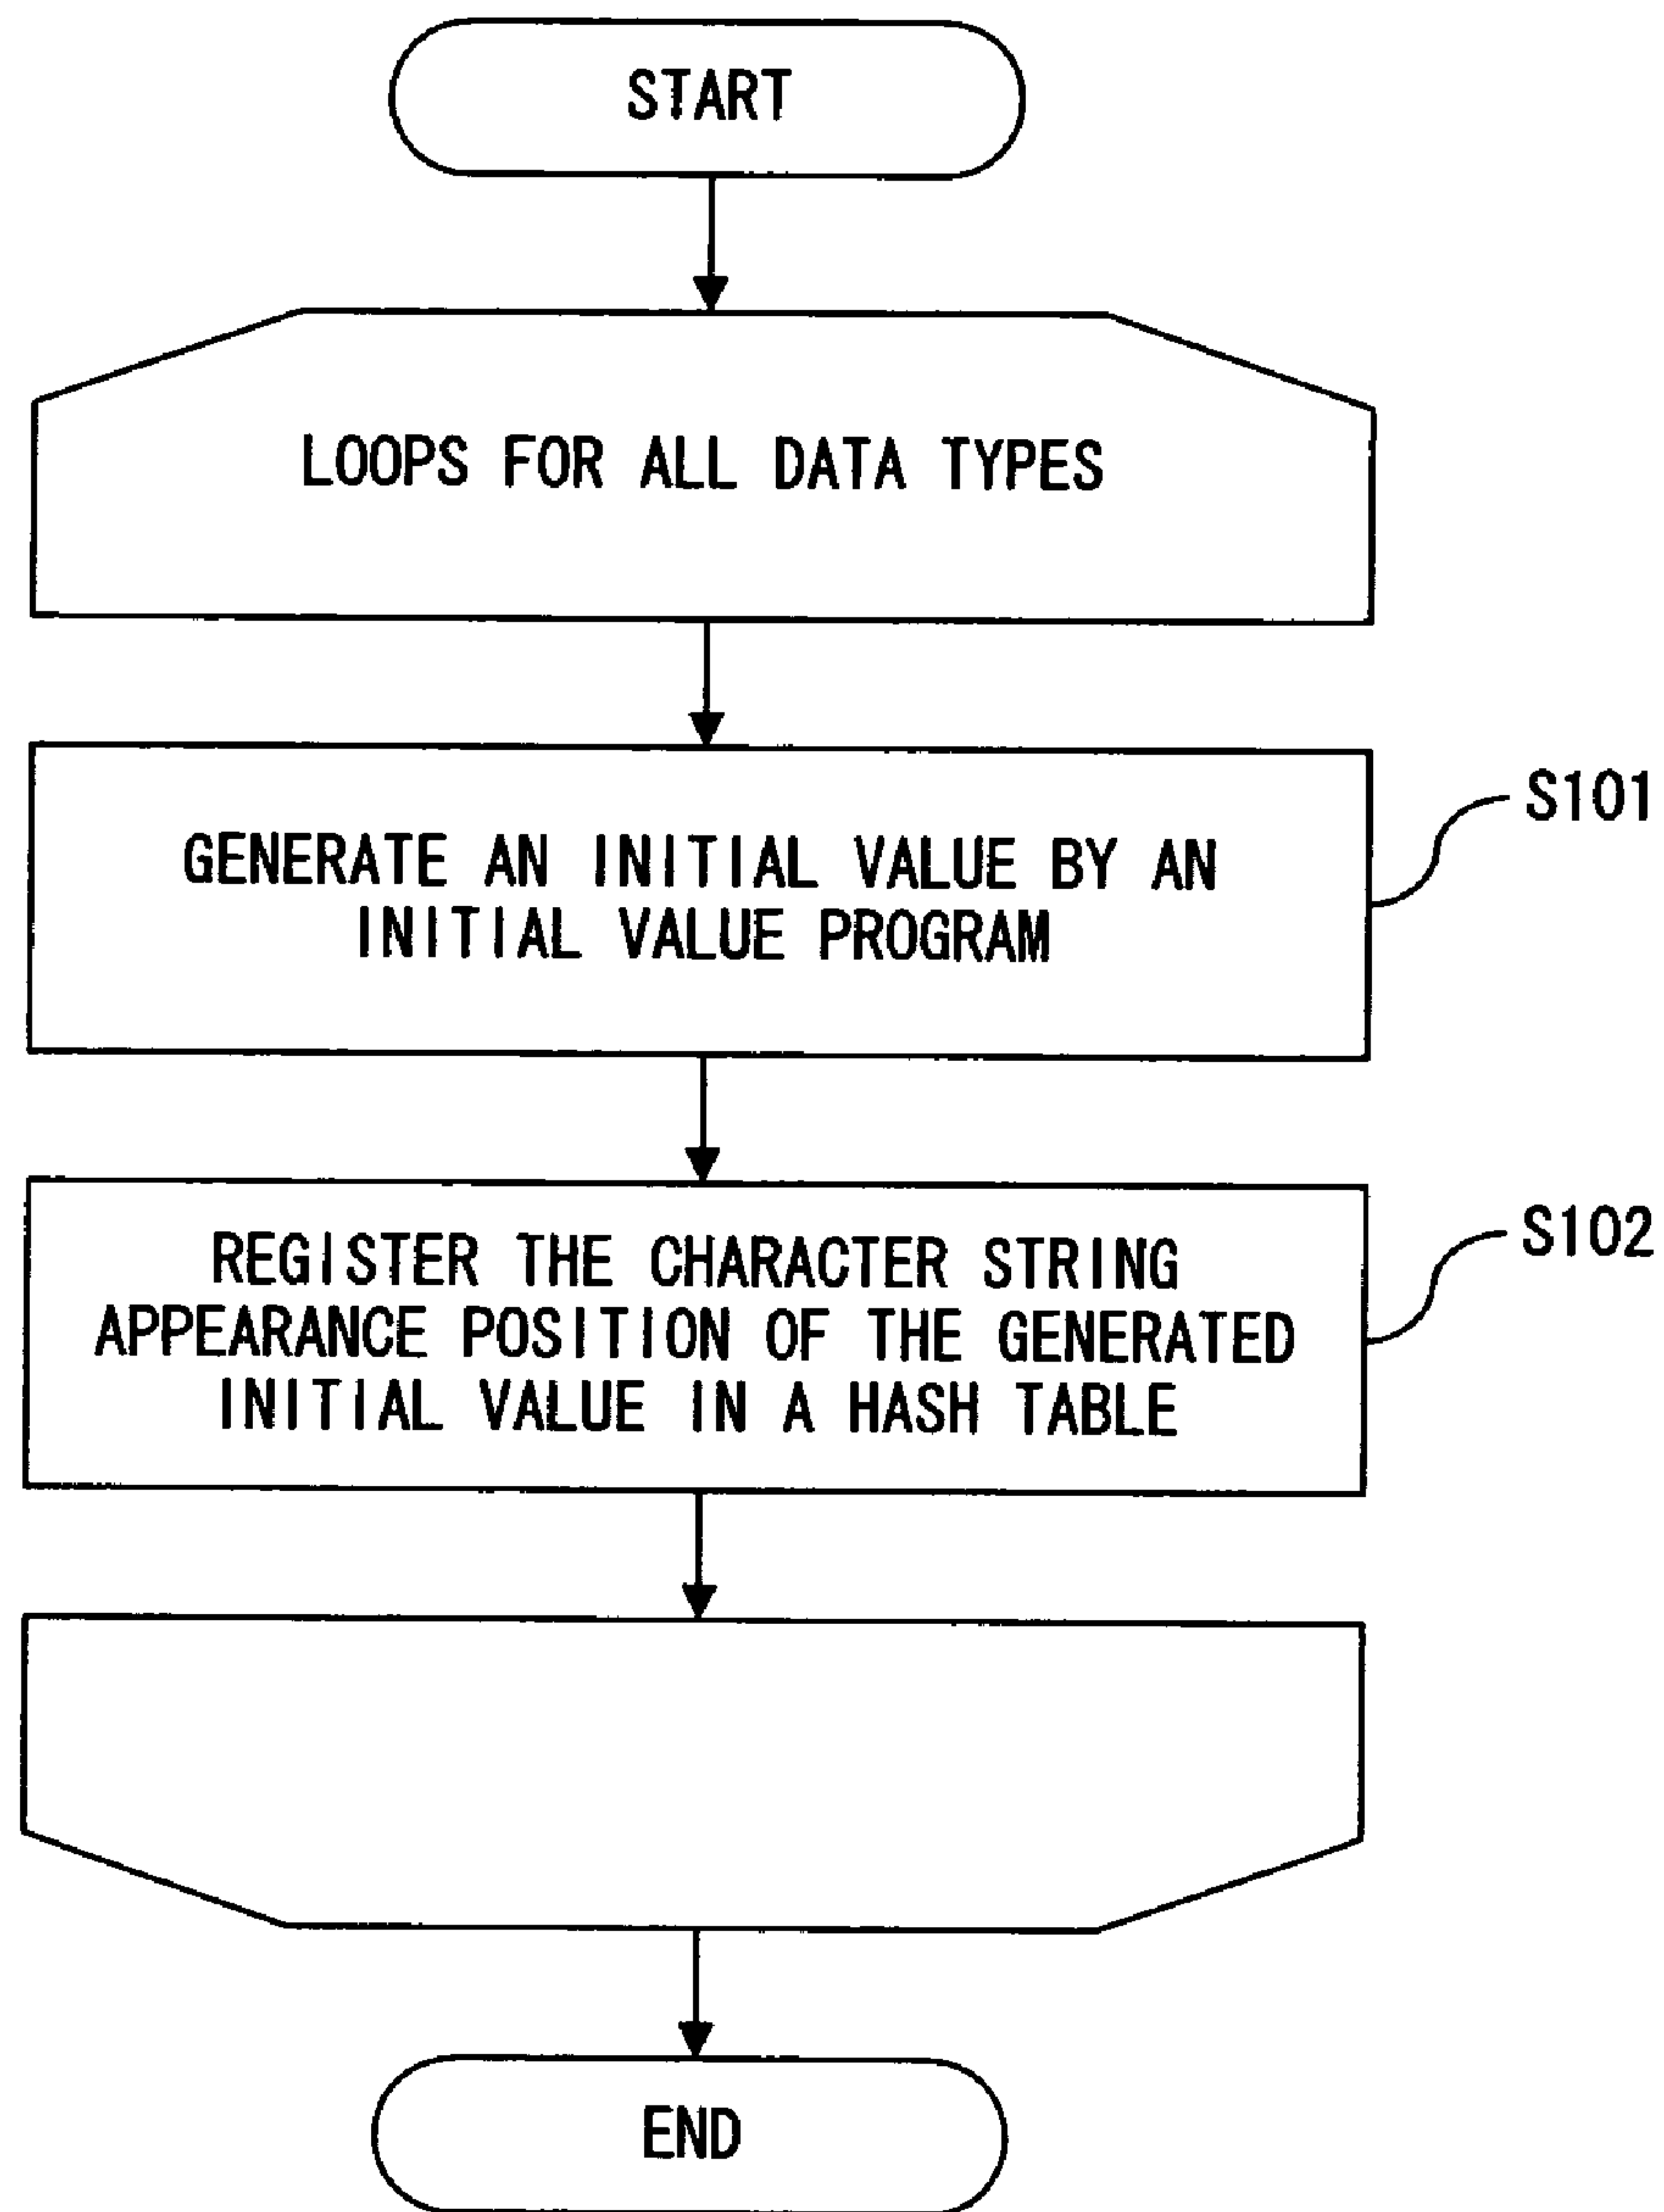 START
LOOPS FOR ALL DATA TYPES
GENERATE AN INITIAL VALUE BY AN
INITIAL VALUE PROGRAM
S101
REGISTER THE CHARACTER STRING
APPEARANCE POSITION OF THE GENERATED
INITIAL VALUE IN A HASH TABLE
S102
END